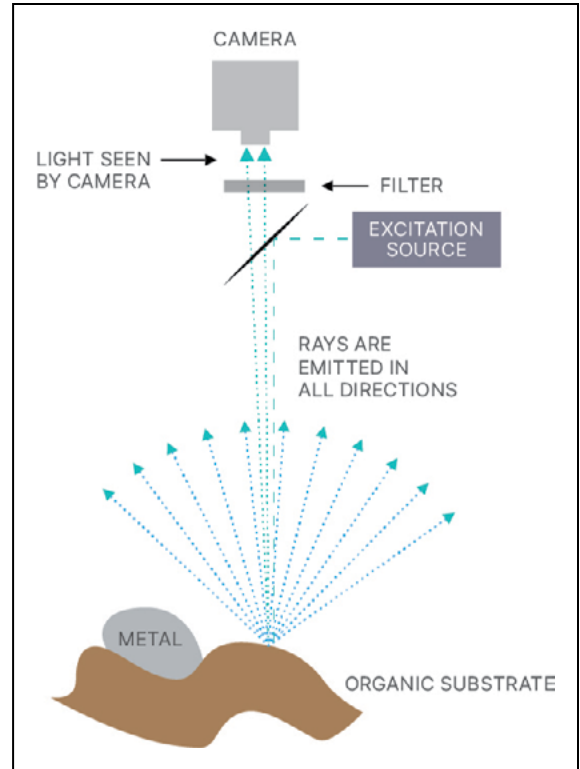 CAMERA
LIGHT SEEN
BY CAMERA
FILTER
EXCITATION
SOURCE
RAYS ARE
EMITTED IN
ALL DIRECTIONS
METAL
ORGANIC SUBSTRATE